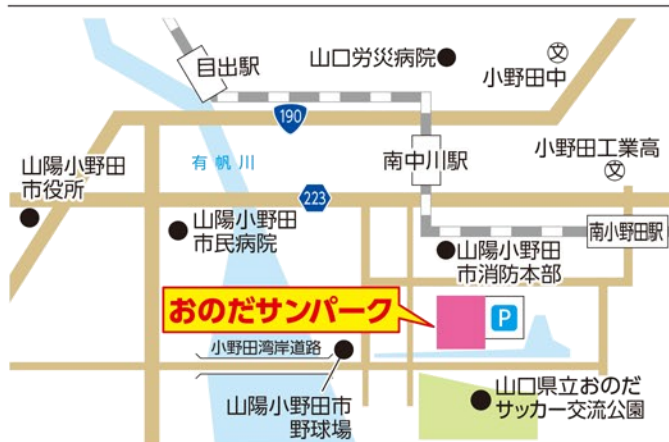 目出駅
山口労災病院
文
小野田中
190
有帆川
南中川駅
小野田工業高
文
山陽小野田
市役所
223
山陽小野田
市民病院
南小野田駅
山陽小野田
市消防本部
おのだサンパーク
P
小野田湾岸道路
山陽小野田市
野球場
山口県立おのだ
サッカー交流公園